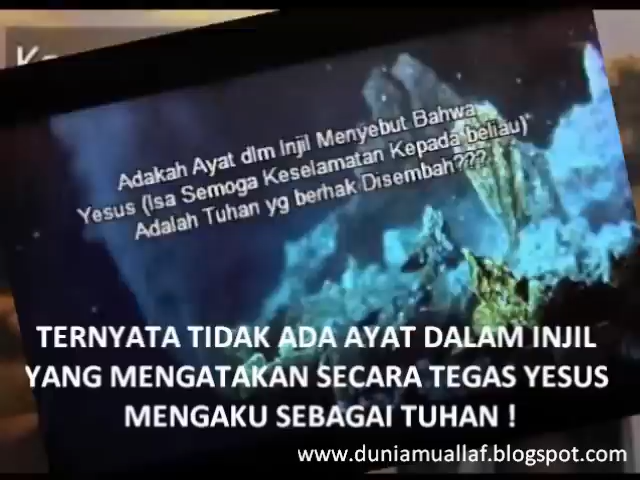 Ke
Adakah Ayat dlm Injil Menyebut Bahwa
Yesus (Isa Semoga Keselamatan Kepada beliau)
Adalah Tuhan yg berhak Disembah???
TERNYATA TIDAK ADA AYAT DALAM INJIL
YANG MENGATAKAN SECARA TEGAS YESUS
MENGAKU SEBAGAI TUHAN !
www.duniamuallaf.blogspot.com